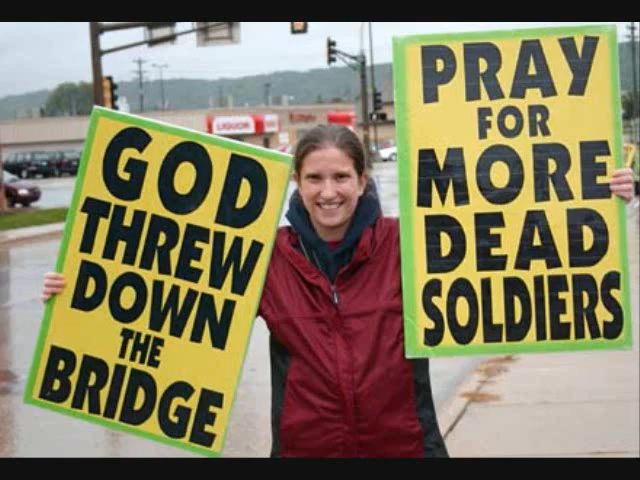 GOD
THREW
DOWN
THE
BRIDGE
PRAY
FOR
MORE
DEAD
SOLDIERS
LIQUOR